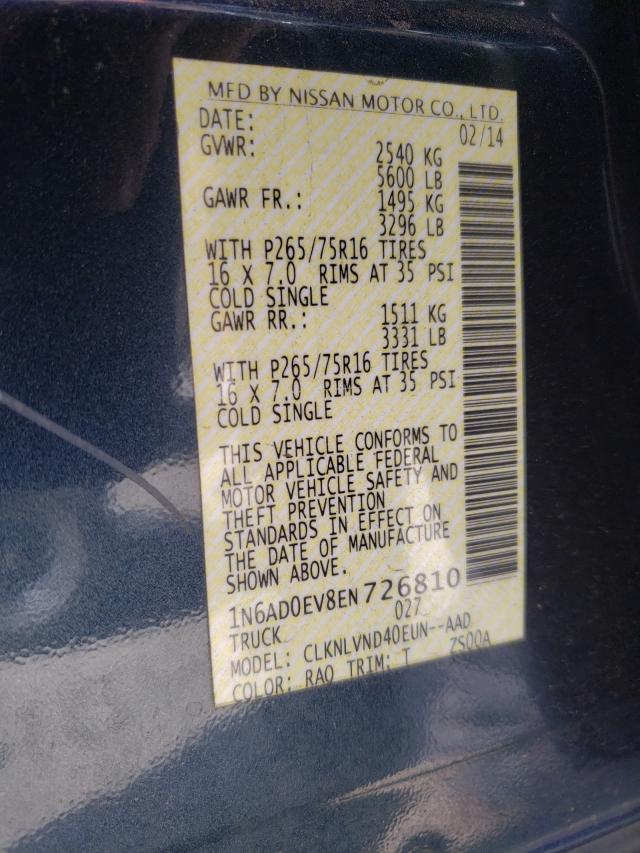 MFD BY NISSAN MOTOR CO., LTD.
DATE: 02/14
GVWR: 2540 KG
5600 LB
GAWR FR.: 1495 KG
3296 LB
WITH P265/75R16 TIRES
16 X 7.0 RIMS AT 35 PSI
COLD SINGLE
GAWR RR.: 1511 KG
3331 LB
WITH P265/75R16 TIRES
16 X 7.0 RIMS AT 35 PSI
COLD SINGLE
THIS VEHICLE CONFORMS TO
ALL APPLICABLE FEDERAL
MOTOR VEHICLE SAFETY AND
THEFT PREVENTION
STANDARDS IN EFFECT ON
THE DATE OF MANUFACTURE
SHOWN ABOVE.
1N6AD0EV8EN726810
TRUCK 027
MODEL: CLKNLVND40EUN--AAD
COLOR: RAQ TRIM: T ZS00A